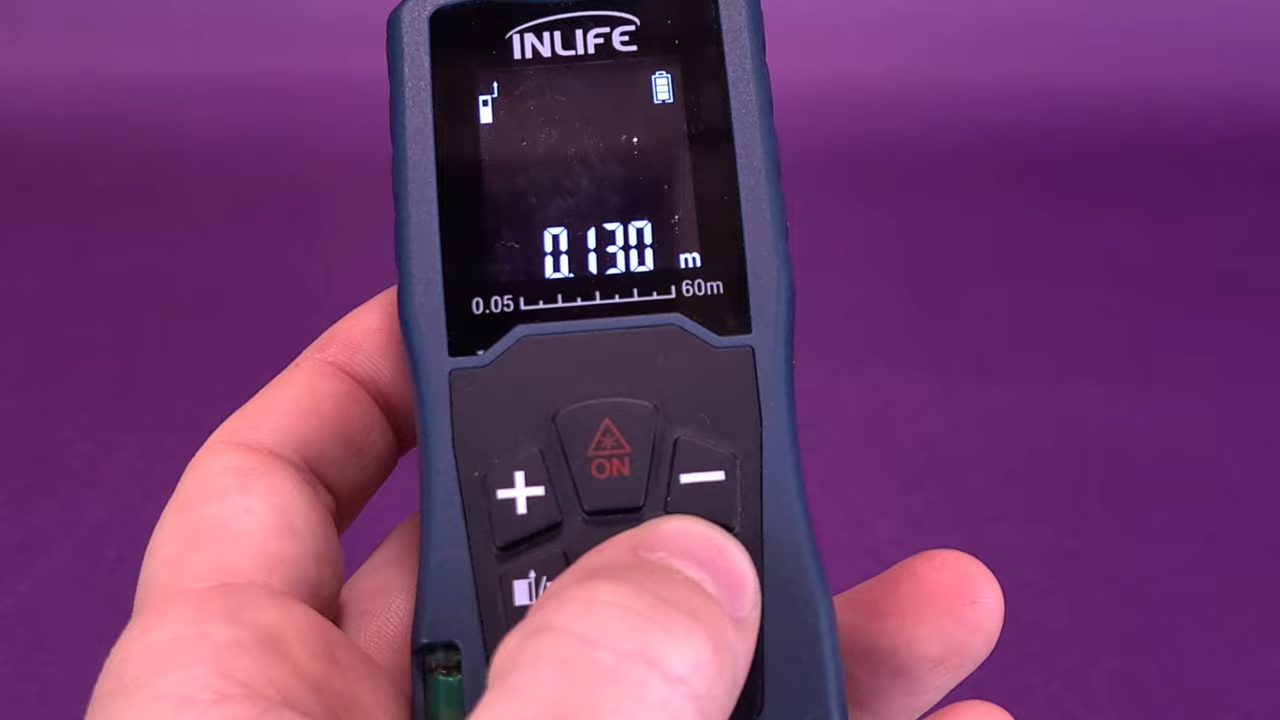 INLIFE
0.130 m
0.05 60m
ON
+ −